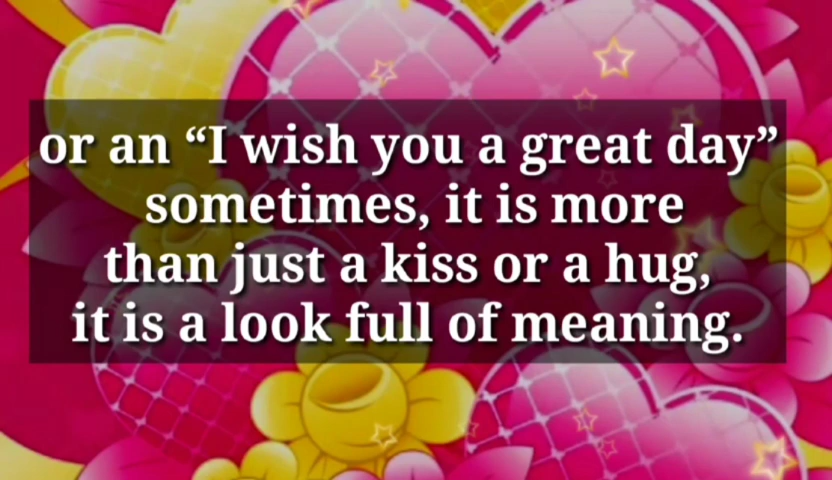 or an “I wish you a great day”
sometimes, it is more
than just a kiss or a hug,
it is a look full of meaning.